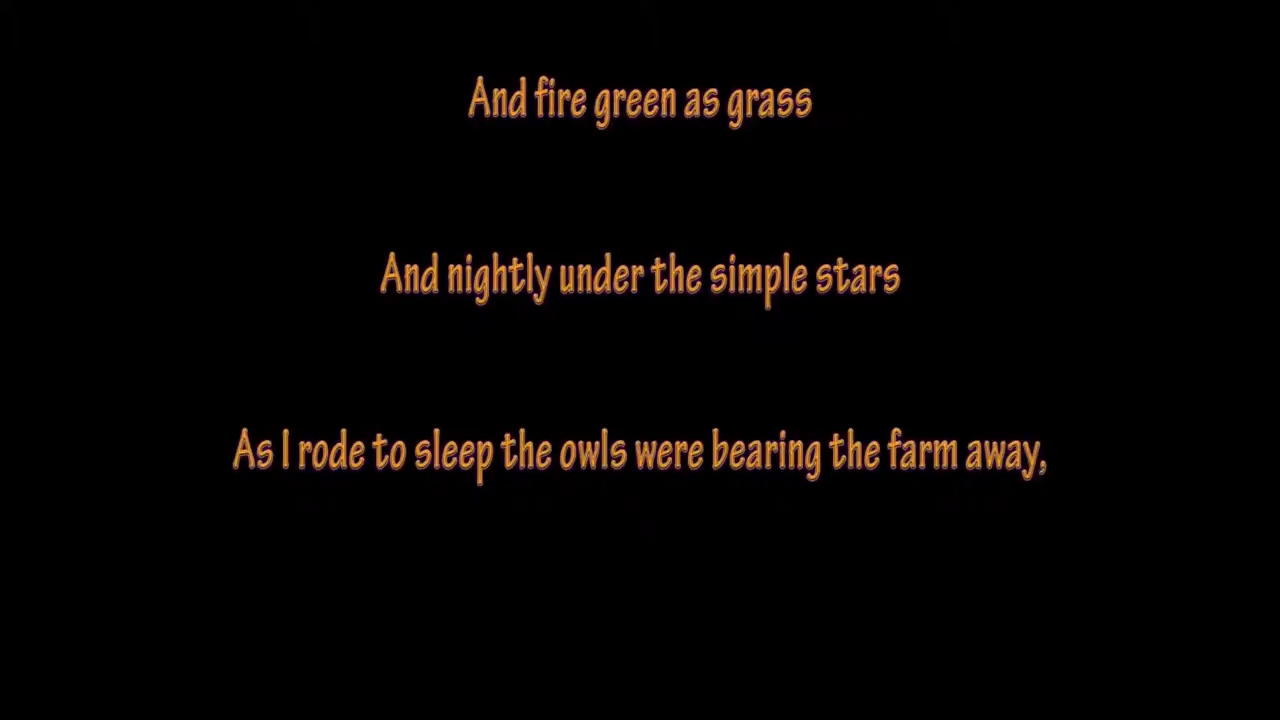 And fire green as grass
And nightly under the simple stars
As I rode to sleep the owls were bearing the farm away,